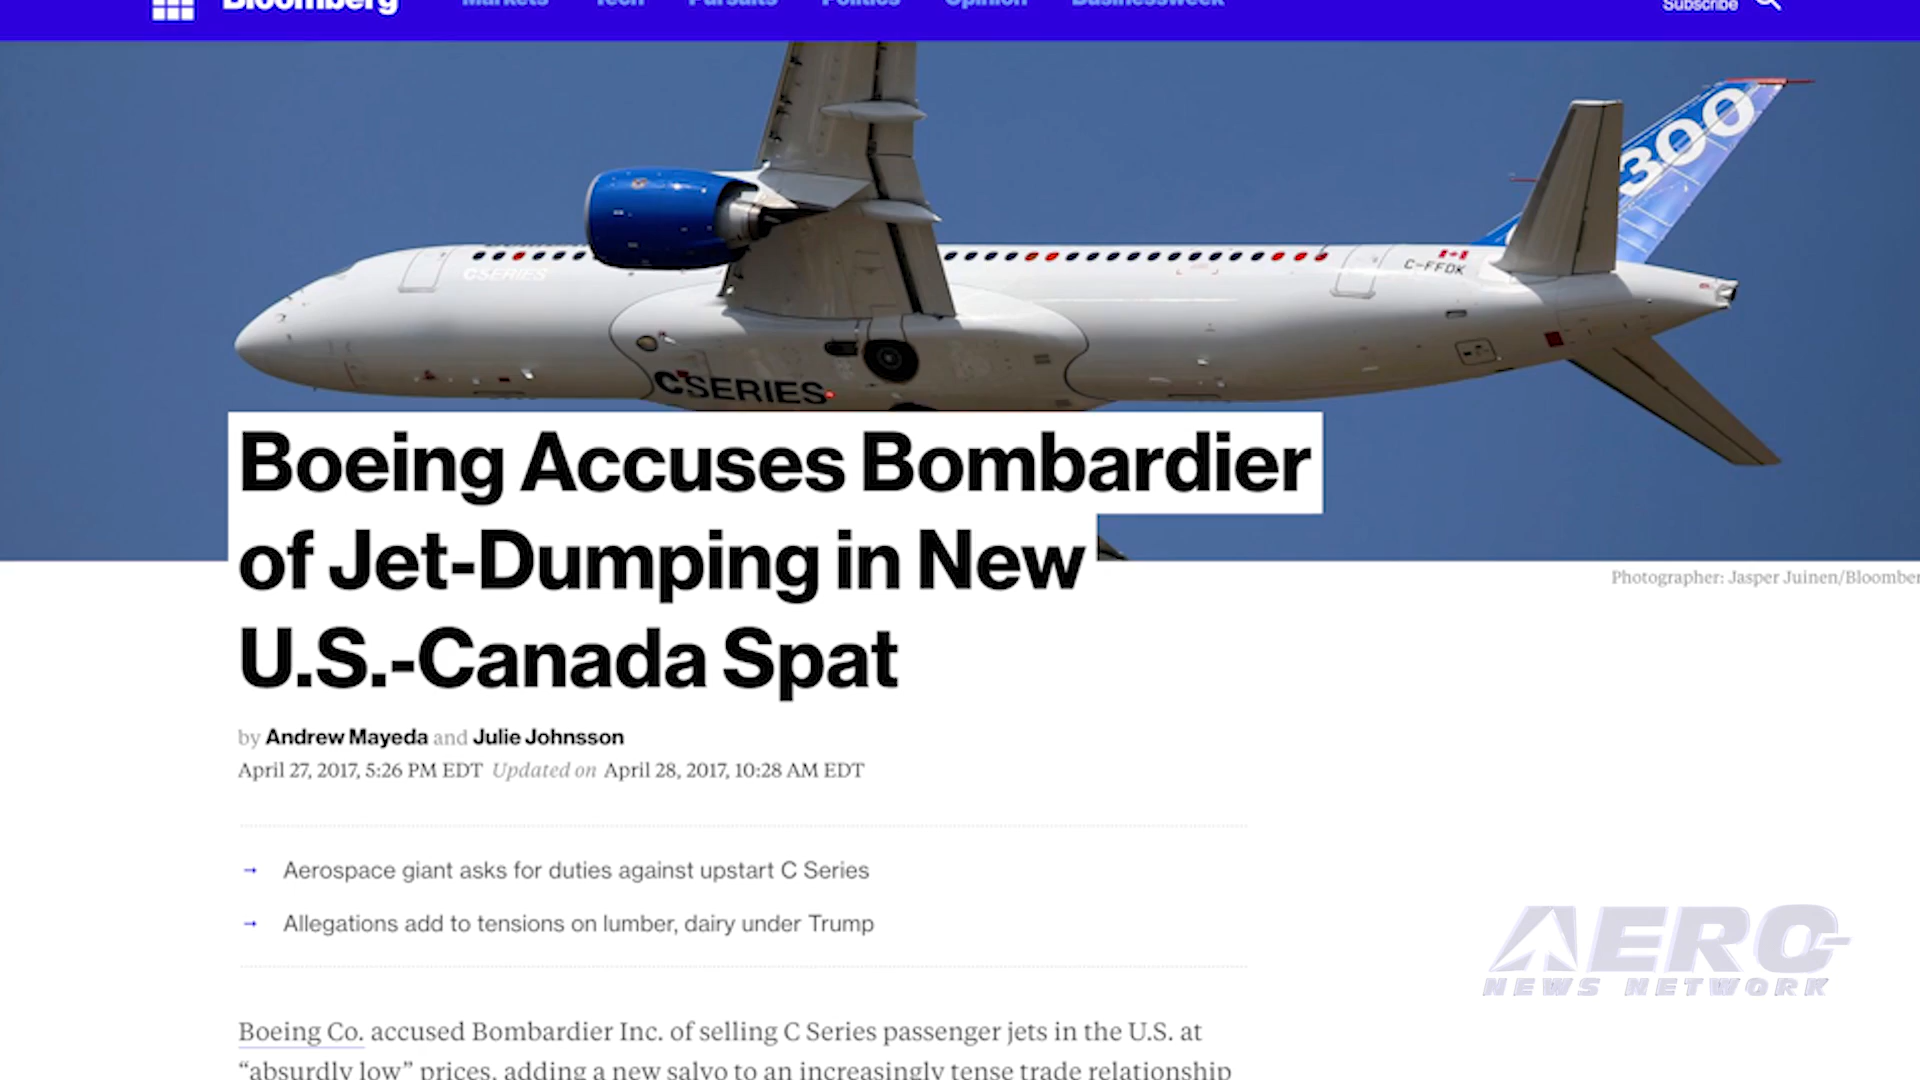 Bloomberg Markets Tech Pursuits Politics Opinion Businessweek Subscribe
300
C-FFDK
CSERIES
CSERIES
Boeing Accuses Bombardier
of Jet-Dumping in New
U.S.-Canada Spat
Photographer: Jasper Juinen/Bloomber
by Andrew Mayeda and Julie Johnsson
April 27, 2017, 5:26 PM EDT Updated on April 28, 2017, 10:28 AM EDT
→ Aerospace giant asks for duties against upstart C Series
→ Allegations add to tensions on lumber, dairy under Trump
AERO
NEWS NETWORK
Boeing Co. accused Bombardier Inc. of selling C Series passenger jets in the U.S. at
“absurdly low” prices, adding a new salvo to an increasingly tense trade relationship